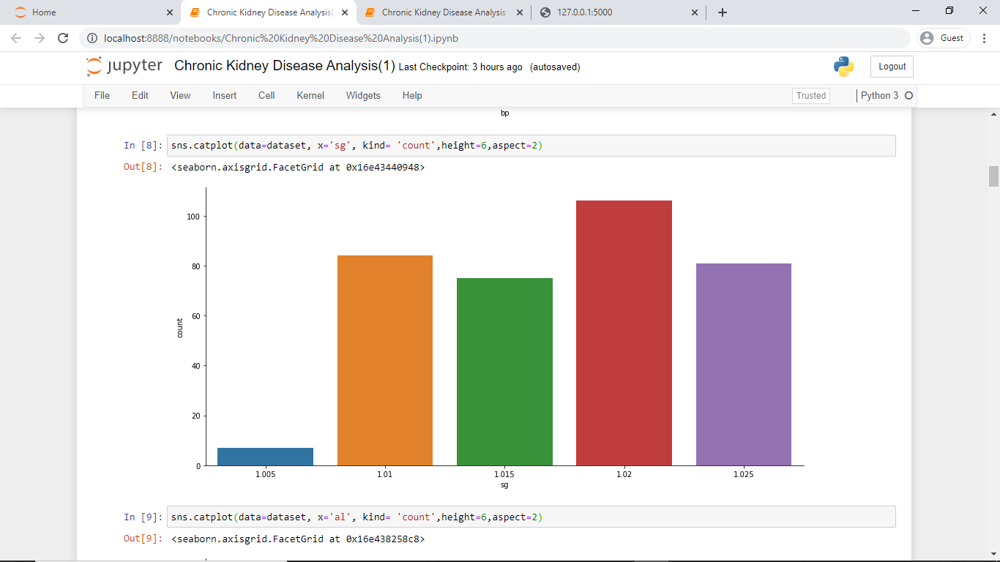 Home
Chronic Kidney Disease Analysis(
Chronic Kidney Disease Analysis
127.0.0.1:5000
localhost:8888/notebooks/Chronic%20Kidney%20Disease%20Analysis(1).ipynb
Guest
jupyter Chronic Kidney Disease Analysis(1) Last Checkpoint: 3 hours ago (autosaved)
Logout
File Edit View Insert Cell Kernel Widgets Help
Trusted
Python 3
bp
In [8]: sns.catplot(data=dataset, x='sg', kind= 'count',height=6,aspect=2)
Out[8]: <seaborn.axisgrid.FacetGrid at 0x16e43440948>
100
80
60
40
20
0
count
1.005 1.01 1.015 1.02 1.025
sg
In [9]: sns.catplot(data=dataset, x='al', kind= 'count',height=6,aspect=2)
Out[9]: <seaborn.axisgrid.FacetGrid at 0x16e438258c8>